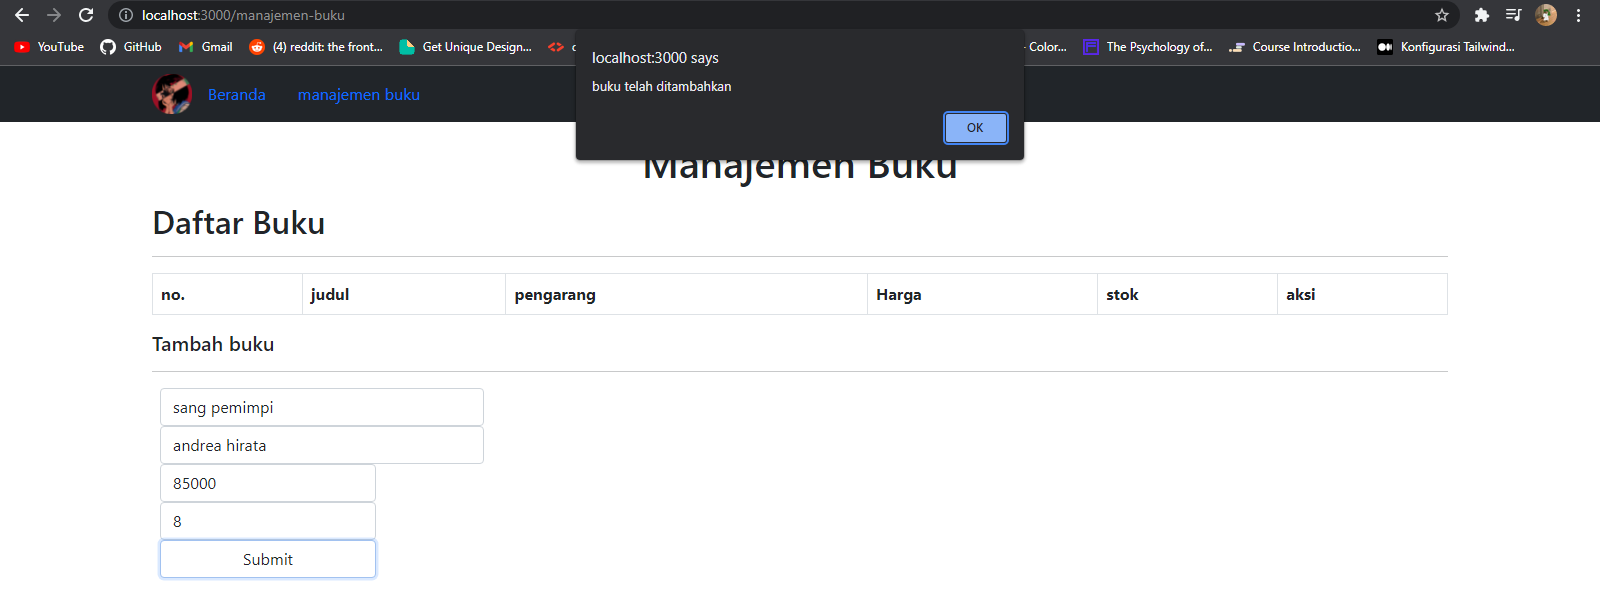 localhost:3000/manajemen-buku
YouTube GitHub Gmail (4) reddit: the front... Get Unique Design... Color... The Psychology of... Course Introductio... Konfigurasi Tailwind...
localhost:3000 says
buku telah ditambahkan
OK
Beranda manajemen buku
Manajemen Buku
Daftar Buku
no. judul pengarang Harga stok aksi
Tambah buku
sang pemimpi
andrea hirata
85000
8
Submit